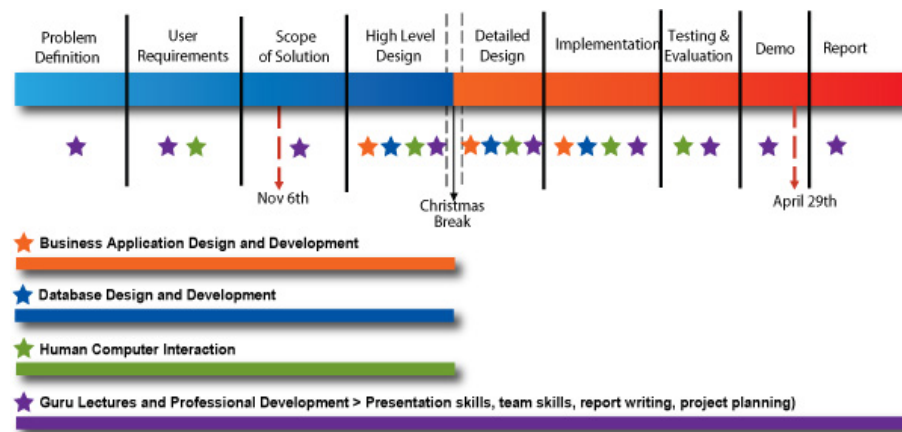 Problem
Definition
User
Requirements
Scope
of Solution
High Level
Design
Detailed
Design
Implementation
Testing &
Evaluation
Demo
Report
Nov 6th
Christmas
Break
April 29th
Business Application Design and Development
Database Design and Development
Human Computer Interaction
Guru Lectures and Professional Development > Presentation skills, team skills, report writing, project planning)